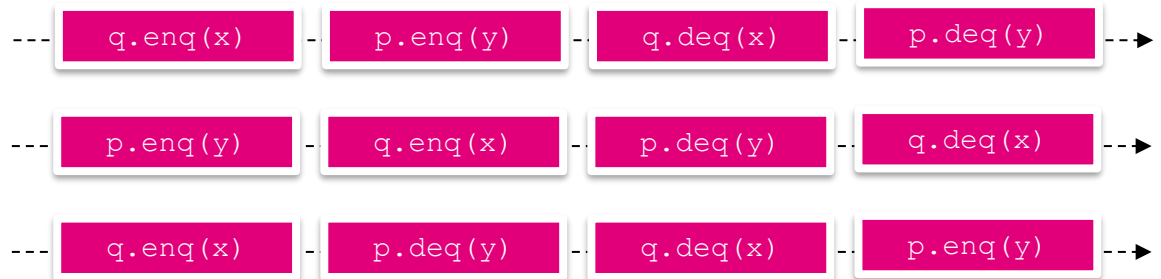 q.enq(x) p.enq(y) q.deq(x) p.deq(y)
p.enq(y) q.enq(x) p.deq(y) q.deq(x)
q.enq(x) p.deq(y) q.deq(x) p.enq(y)